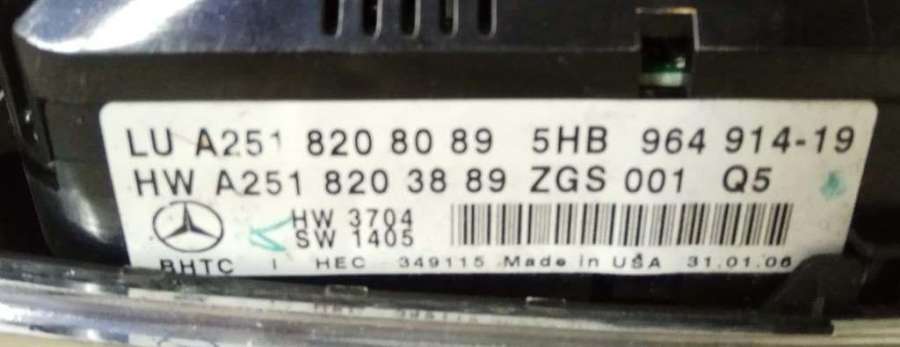 LU A251 820 80 89 5HB 964 914-19
HW A251 820 38 89 ZGS 001 Q5
HW 3704
SW 1405
BHTC I HEC 349115 Made in USA 31.01.06